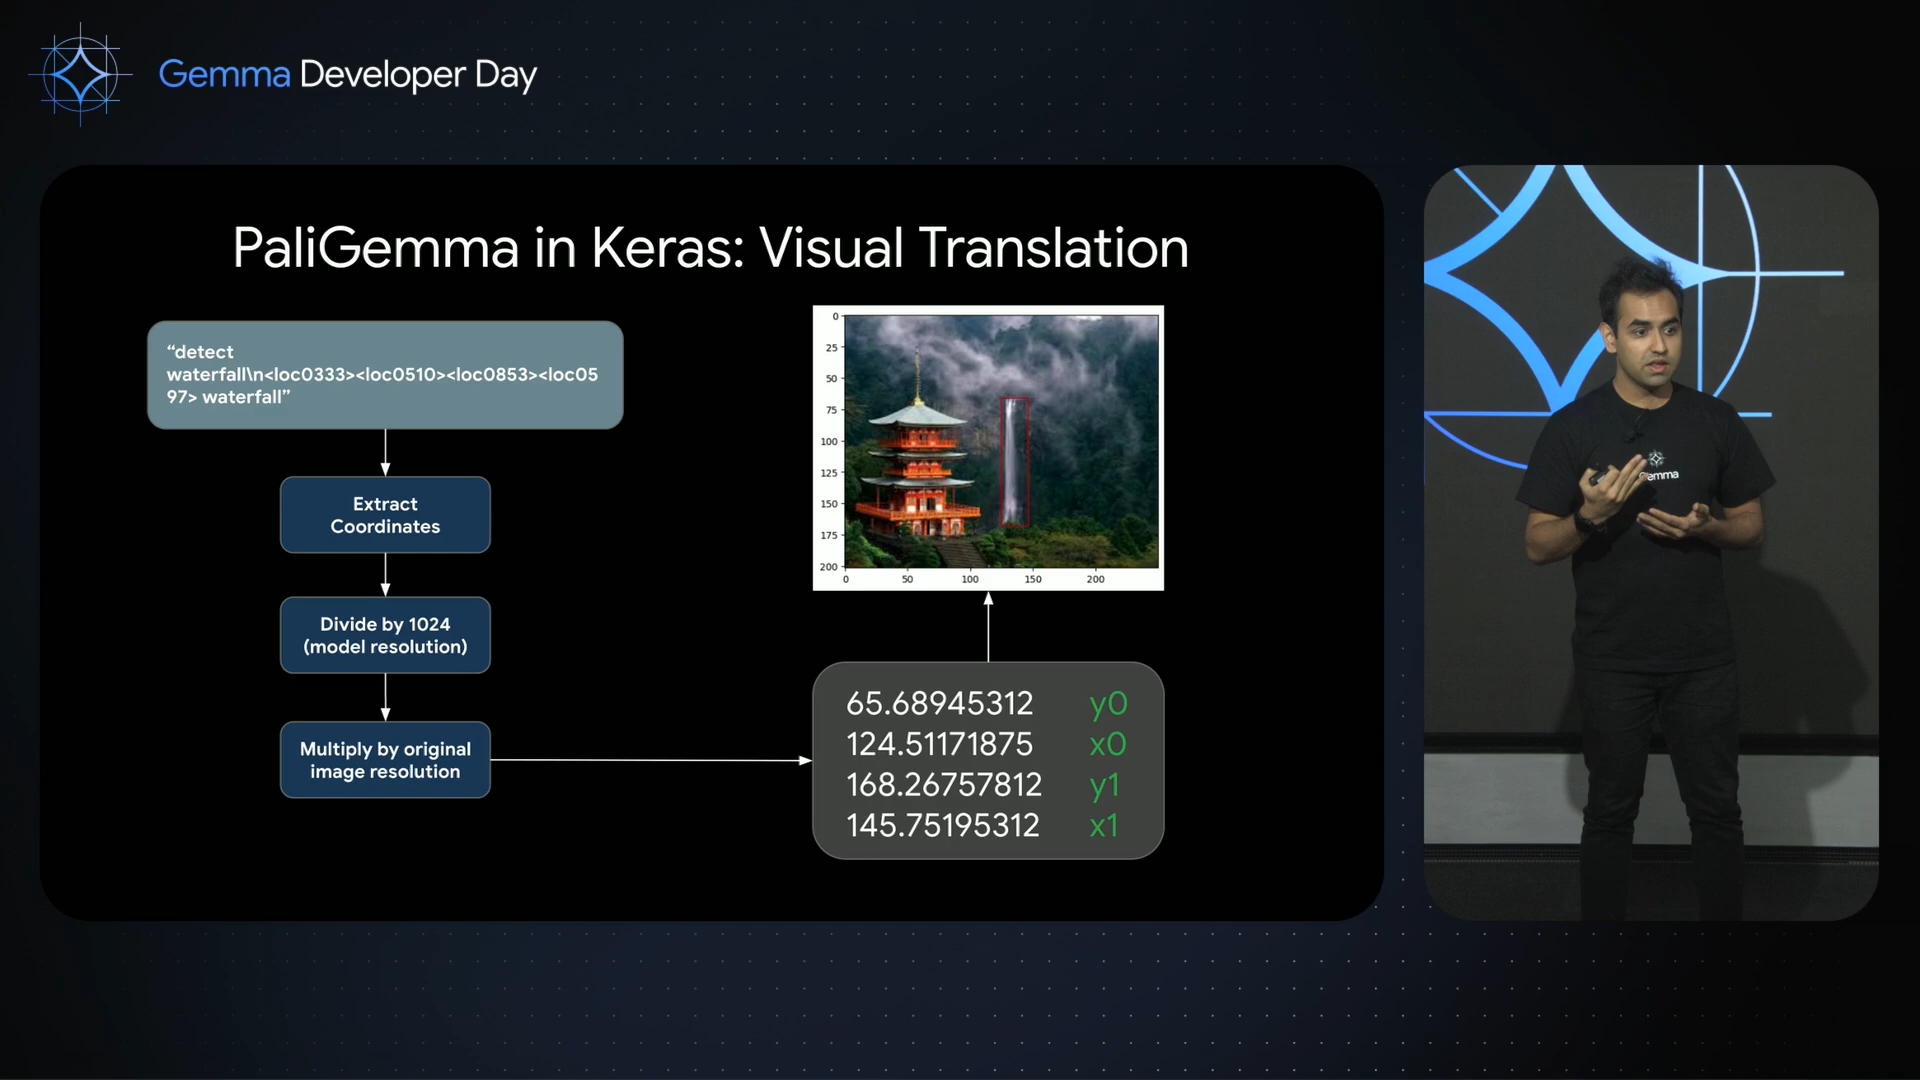 Gemma Developer Day
PaliGemma in Keras: Visual Translation
“detect
waterfall\n<loc0333><loc0510><loc0853><loc05
97> waterfall”
Extract
Coordinates
Divide by 1024
(model resolution)
Multiply by original
image resolution
0
25
50
75
100
125
150
175
200
0 50 100 150 200
65.68945312 y0
124.51171875 x0
168.26757812 y1
145.75195312 x1